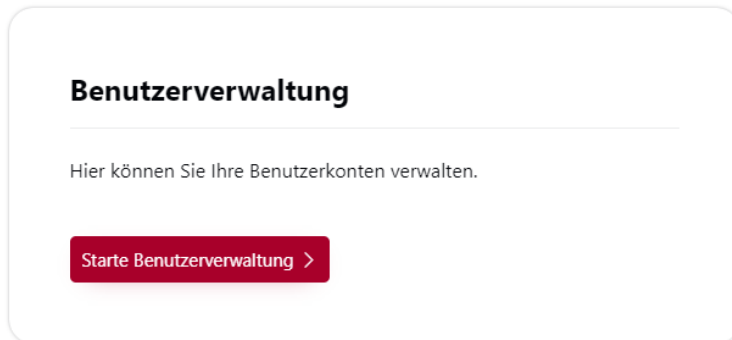 Benutzerverwaltung
Hier können Sie Ihre Benutzerkonten verwalten.
Starte Benutzerverwaltung